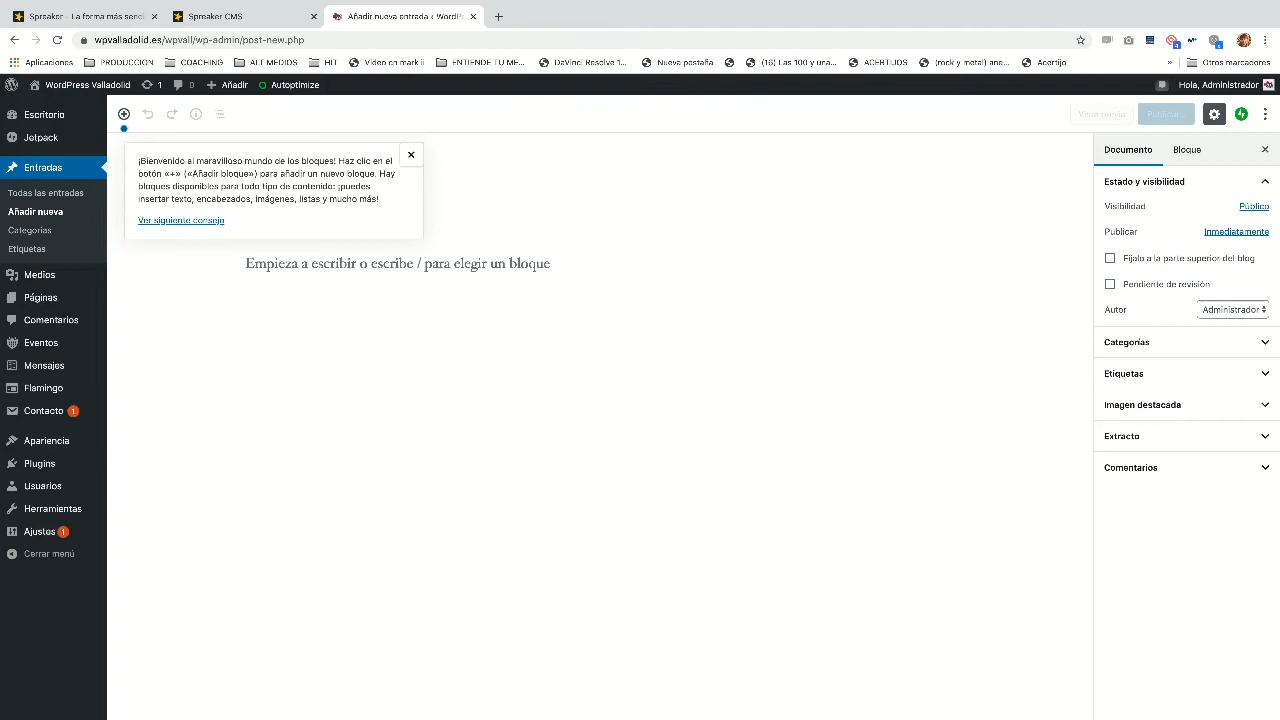 Spreaker - La forma más senci
Spreaker CMS
Añadir nueva entrada ‹ WordPr
wpvalladolid.es/wpvall/wp-admin/post-new.php
Aplicaciones
PRODUCCION
COACHING
ALT MEDIOS
HIT
Video cn mark ii
ENTIENDE TU ME...
DaVinci Resolve 1...
Nueva pestaña
(16) Las 100 y una...
ACERTIJOS
(rock y metal) ane...
Acertijo
»
Otros marcadores
WordPress Valladolid
1
0
Añadir
Autoptimize
Hola, Administrador
Escritorio
Jetpack
Entradas
Todas las entradas
Añadir nueva
Categorías
Etiquetas
Medios
Páginas
Comentarios
Eventos
Mensajes
Flamingo
Contacto 1
Apariencia
Plugins
Usuarios
Herramientas
Ajustes 1
Cerrar menú
Vista previa
Publicar...
¡Bienvenido al maravilloso mundo de los bloques! Haz clic en el
botón «+» («Añadir bloque») para añadir un nuevo bloque. Hay
bloques disponibles para todo tipo de contenido: ¡puedes
insertar texto, encabezados, imágenes, listas y mucho más!
Ver siguiente consejo
Empieza a escribir o escribe / para elegir un bloque
Documento
Bloque
Estado y visibilidad
Visibilidad
Público
Publicar
Inmediatamente
Fíjalo a la parte superior del blog
Pendiente de revisión
Autor
Administrador
Categorías
Etiquetas
Imagen destacada
Extracto
Comentarios